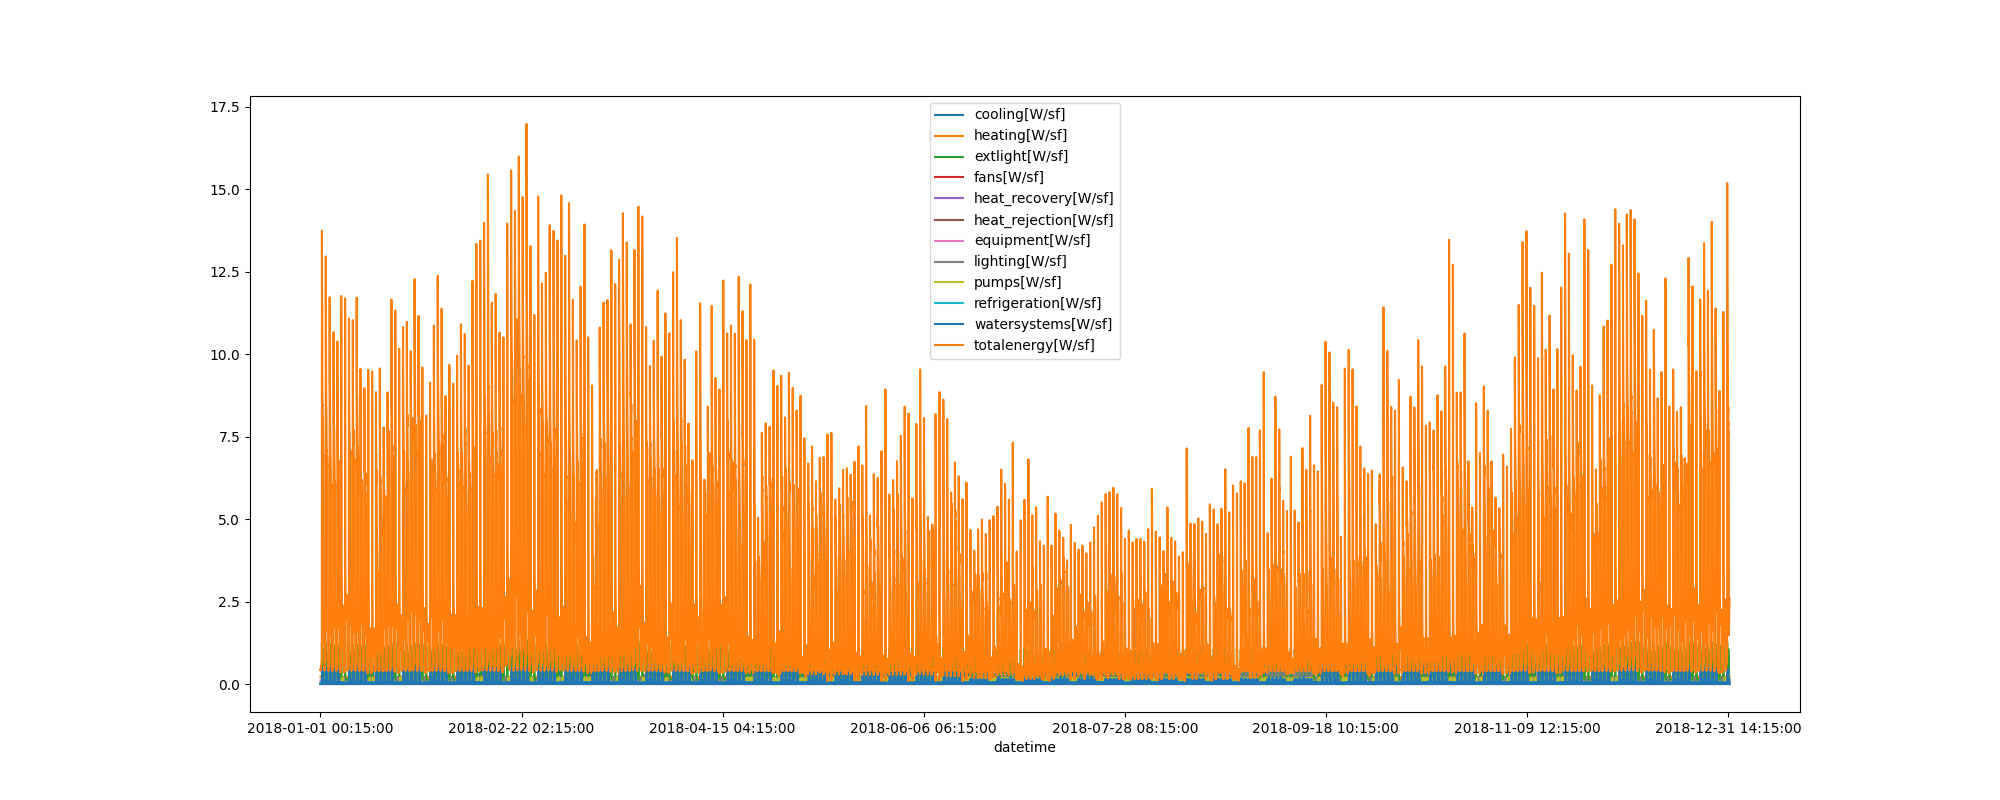 17.5
15.0
12.5
10.0
7.5
5.0
2.5
0.0
cooling[W/sf]
heating[W/sf]
extlight[W/sf]
fans[W/sf]
heat_recovery[W/sf]
heat_rejection[W/sf]
equipment[W/sf]
lighting[W/sf]
pumps[W/sf]
refrigeration[W/sf]
watersystems[W/sf]
totalenergy[W/sf]
2018-01-01 00:15:00 2018-02-22 02:15:00 2018-04-15 04:15:00 2018-06-06 06:15:00 2018-07-28 08:15:00 2018-09-18 10:15:00 2018-11-09 12:15:00 2018-12-31 14:15:00
datetime